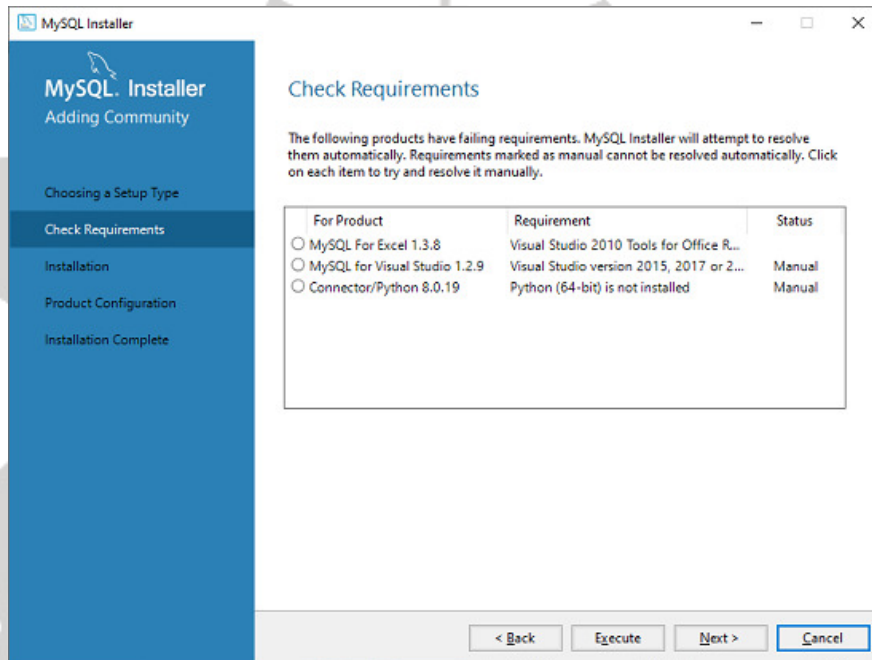 MySQL Installer
MySQL. Installer
Adding Community
Choosing a Setup Type
Check Requirements
Installation
Product Configuration
Installation Complete
Check Requirements
The following products have failing requirements. MySQL Installer will attempt to resolve
them automatically. Requirements marked as manual cannot be resolved automatically. Click
on each item to try and resolve it manually.
For Product Requirement Status
MySQL For Excel 1.3.8 Visual Studio 2010 Tools for Office R...
MySQL for Visual Studio 1.2.9 Visual Studio version 2015, 2017 or 2... Manual
Connector/Python 8.0.19 Python (64-bit) is not installed Manual
< Back Execute Next > Cancel